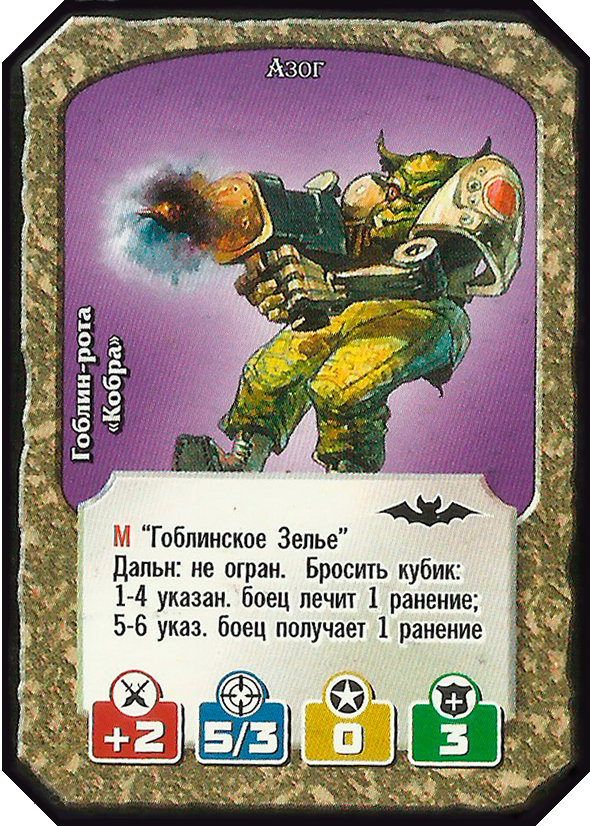 Азог
Гоблин-рота
«Кобра»
М “Гоблинское Зелье”
Дальн: не огран. Бросить кубик:
1-4 указан. боец лечит 1 ранение;
5-6 указ. боец получает 1 ранение
+2 5/3 0 3